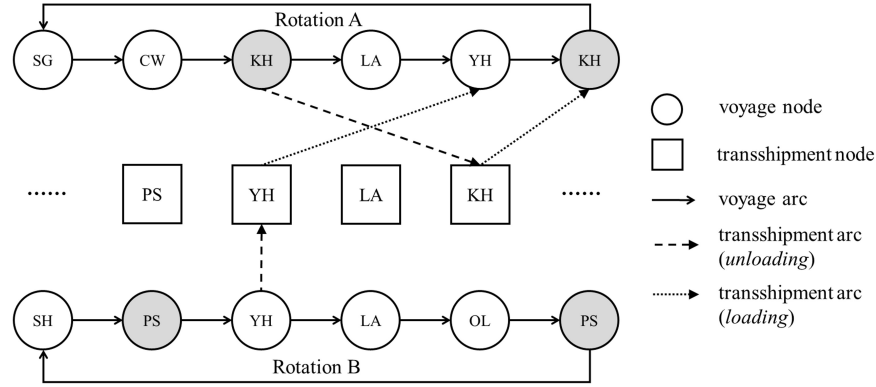 Rotation A
SG CW KH LA YH KH
...... PS YH LA KH ......
SH PS YH LA OL PS
Rotation B
voyage node
transshipment node
voyage arc
transshipment arc
(unloading)
transshipment arc
(loading)